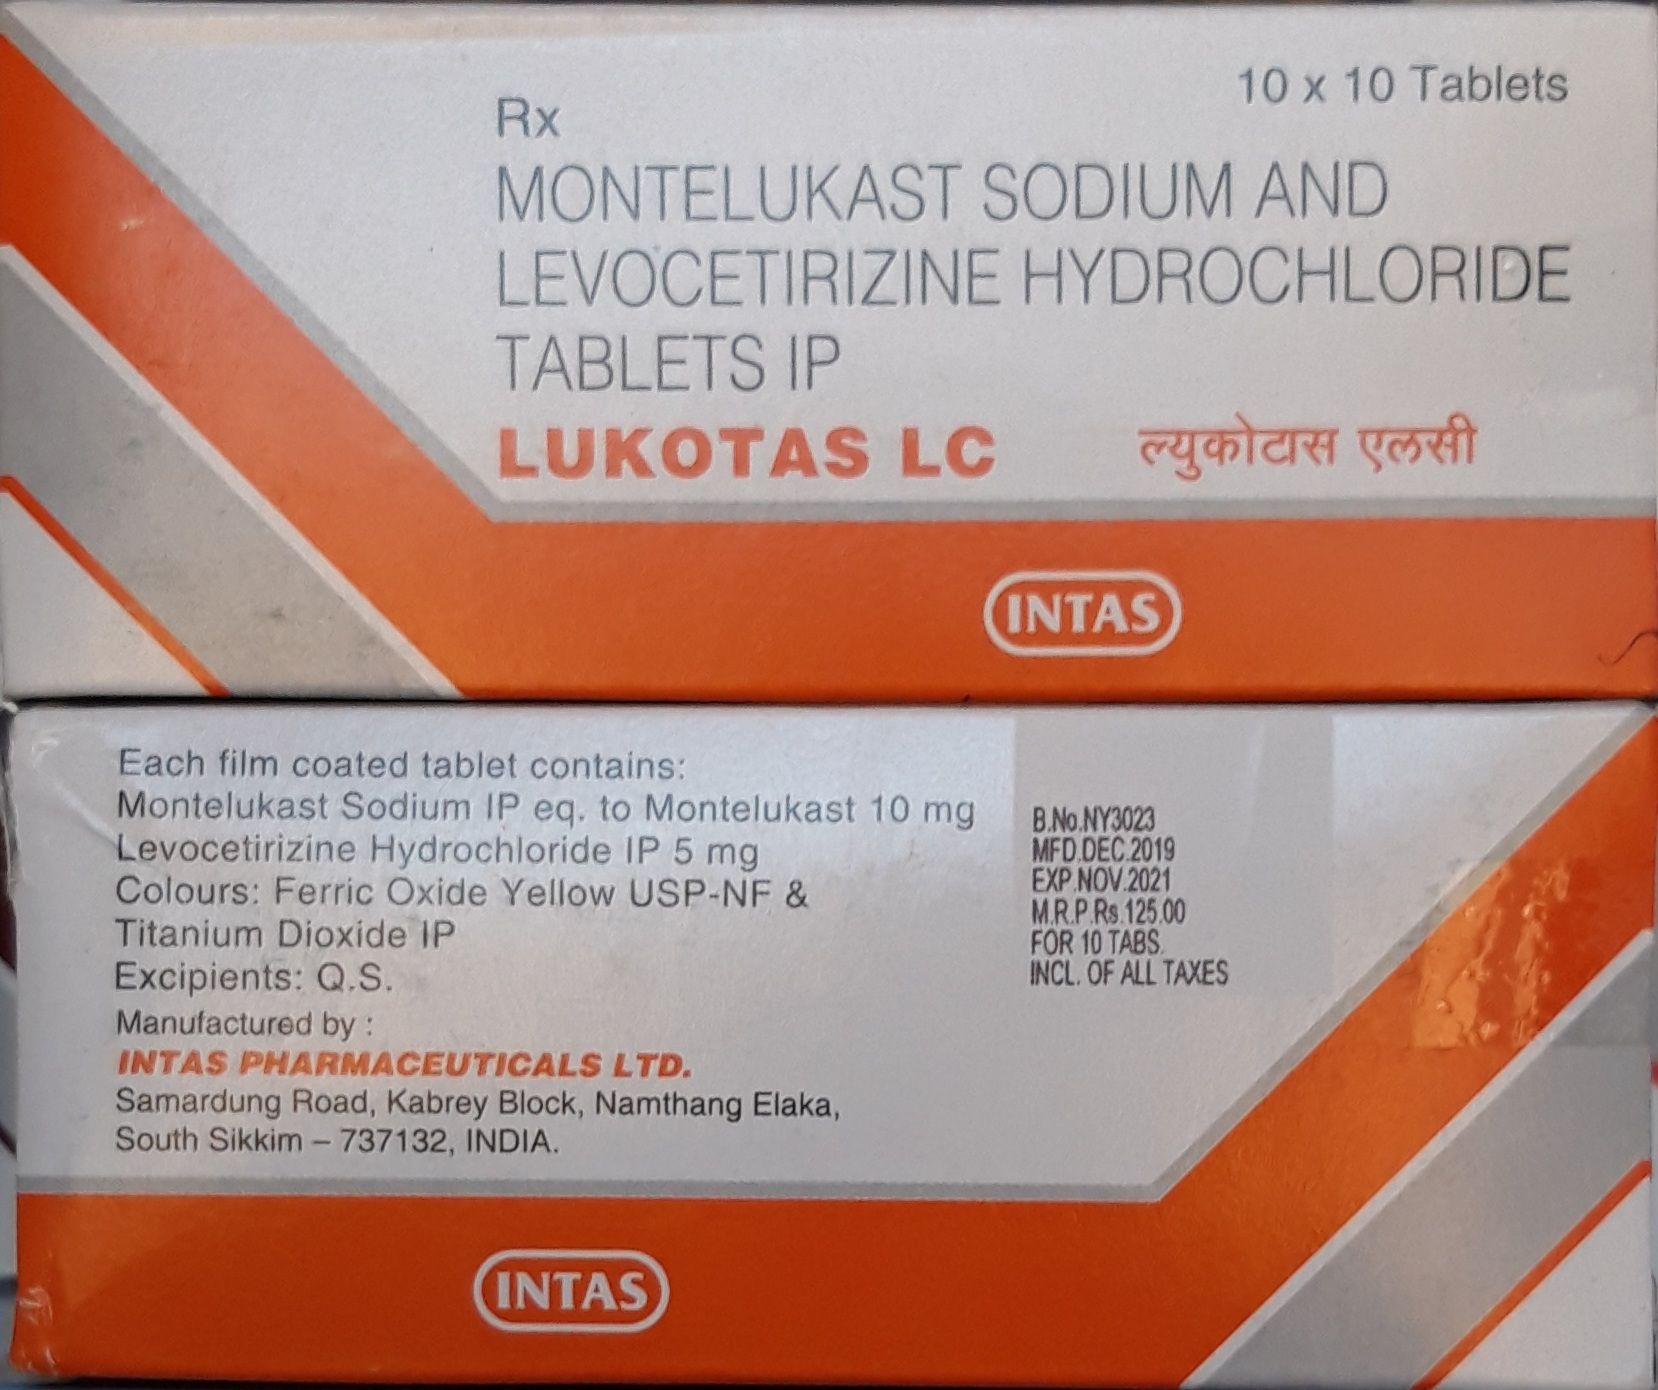 10 x 10 Tablets
Rx
MONTELUKAST SODIUM AND
LEVOCETIRIZINE HYDROCHLORIDE
TABLETS IP
LUKOTAS LC ल्युकोटास एलसी
INTAS
Each film coated tablet contains:
Montelukast Sodium IP eq. to Montelukast 10 mg
Levocetirizine Hydrochloride IP 5 mg
Colours: Ferric Oxide Yellow USP-NF &
Titanium Dioxide IP
Excipients: Q.S.
Manufactured by :
INTAS PHARMACEUTICALS LTD.
Samardung Road, Kabrey Block, Namthang Elaka,
South Sikkim – 737132, INDIA.
B.No.NY3023
MFD.DEC.2019
EXP.NOV.2021
M.R.P.Rs.125.00
FOR 10 TABS.
INCL. OF ALL TAXES
INTAS